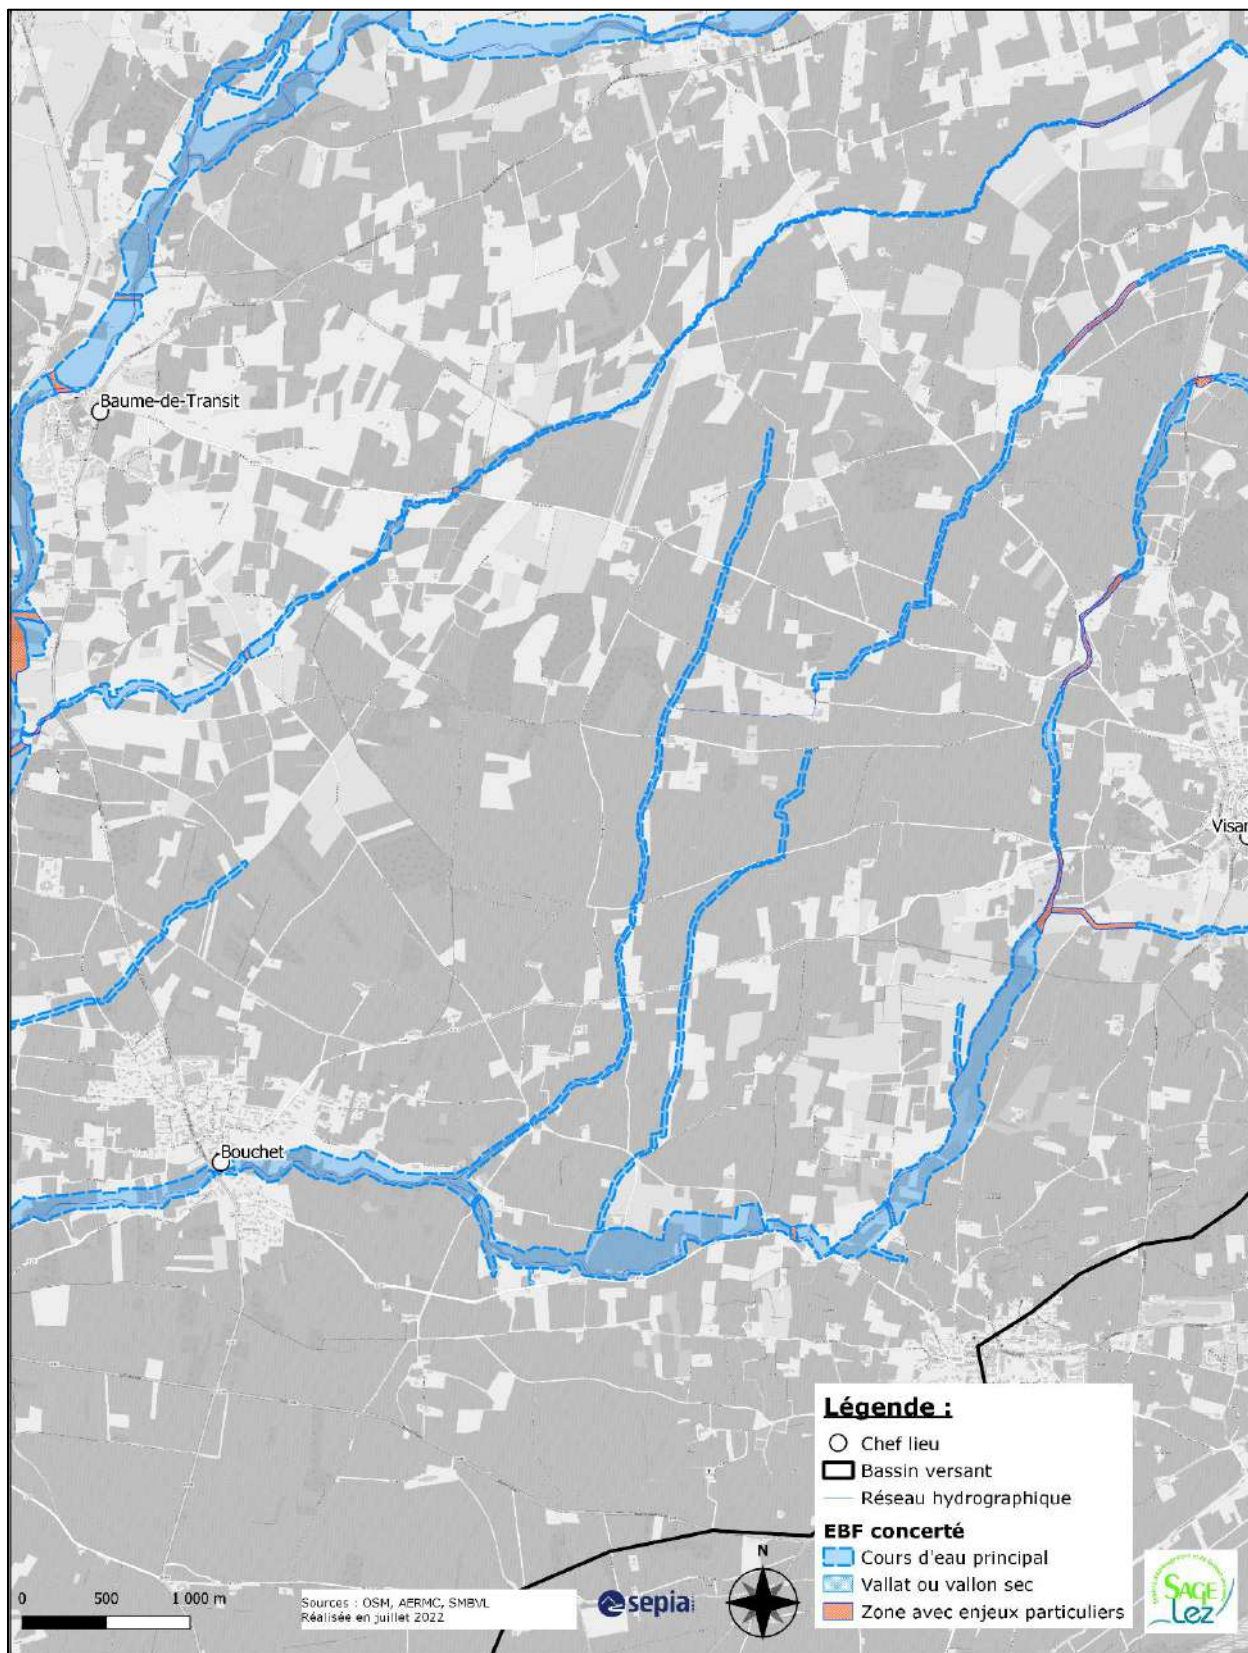 Baume-de-Transit
Visan
Bouchet
Légende :
Chef lieu
Bassin versant
Réseau hydrographique
EBF concerté
Cours d'eau principal
Vallat ou vallon sec
Zone avec enjeux particuliers
N
0 500 1 000 m
Sources : OSM, AERMC, SMBVL
Réalisée en juillet 2022
sepia
SAGE
Lez